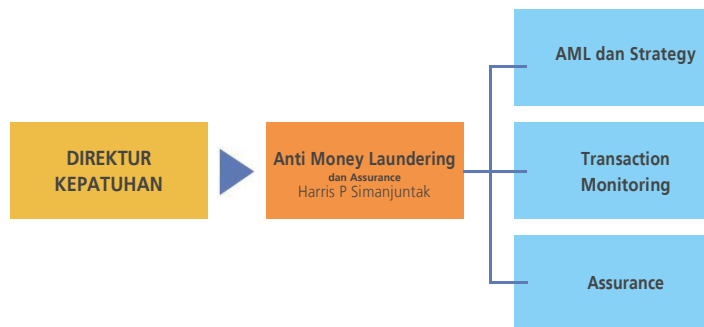 DIREKTUR
KEPATUHAN
Anti Money Laundering
dan Assurance
Harris P Simanjuntak
AML dan Strategy
Transaction
Monitoring
Assurance